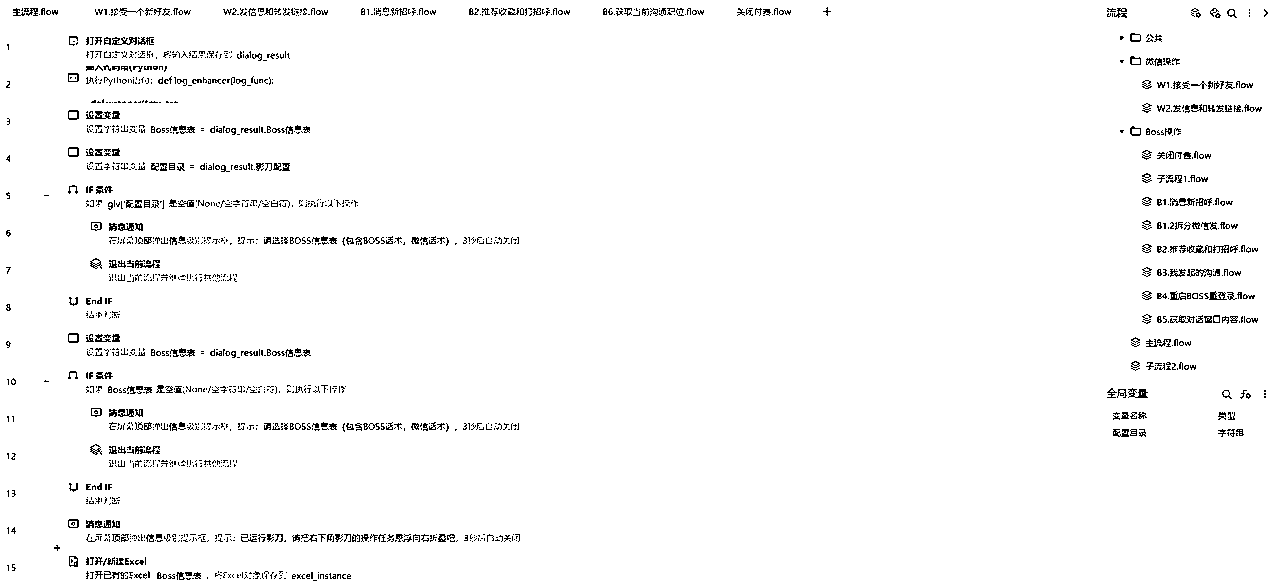 主流程.flow W1.接受一个新好友.flow W2.发信息和转发链接.flow B1.消息新招呼.flow B2.推荐收藏和打招呼.flow B6.获取当前沟通职位.flow 关闭付费.flow +
1 打开自定义对话框
打开自定义对话框，将输入结果保存到 dialog_result
插入代码段(Python)
2 执行Python语句: def log_enhancer(log_func):
3 设置变量
设置字符串变量 Boss信息表 = dialog_result.Boss信息表
4 设置变量
设置字符串变量 配置目录 = dialog_result.影刀配置
5 IF 条件
如果 glv['配置目录'] 是空值(None/空字符串/空白符)，则执行以下操作
6 消息通知
在屏幕顶部弹出信息级别提示框，提示: 请选择BOSS信息表（包含BOSS话术，微信话术）, 3秒后自动关闭
7 退出当前流程
退出当前流程并继续执行其他流程
8 End IF
结束判断
9 设置变量
设置字符串变量 Boss信息表 = dialog_result.Boss信息表
10 IF 条件
如果 Boss信息表 是空值(None/空字符串/空白符)，则执行以下操作
11 消息通知
在屏幕顶部弹出信息级别提示框，提示: 请选择BOSS信息表（包含BOSS话术，微信话术）, 3秒后自动关闭
12 退出当前流程
退出当前流程并继续执行其他流程
13 End IF
结束判断
14 消息通知
在屏幕顶部弹出信息级别提示框，提示: 已运行影刀，请把右下角影刀的操作任务悬浮向右折叠吧, 3秒后自动关闭
15 打开/新建Excel
打开已有的Excel Boss信息表 ，将Excel对象保存到 excel_instance
流程
公共
微信操作
W1.接受一个新好友.flow
W2.发信息和转发链接.flow
Boss操作
关闭付费.flow
子流程1.flow
B1.消息新招呼.flow
B1.2拆分微信发.flow
B2.推荐收藏和打招呼.flow
B3.我发起的沟通.flow
B4.重启BOSS重登录.flow
B5.获取对话窗口内容.flow
主流程.flow
子流程2.flow
全局变量
变量名称 类型
配置目录 字符串